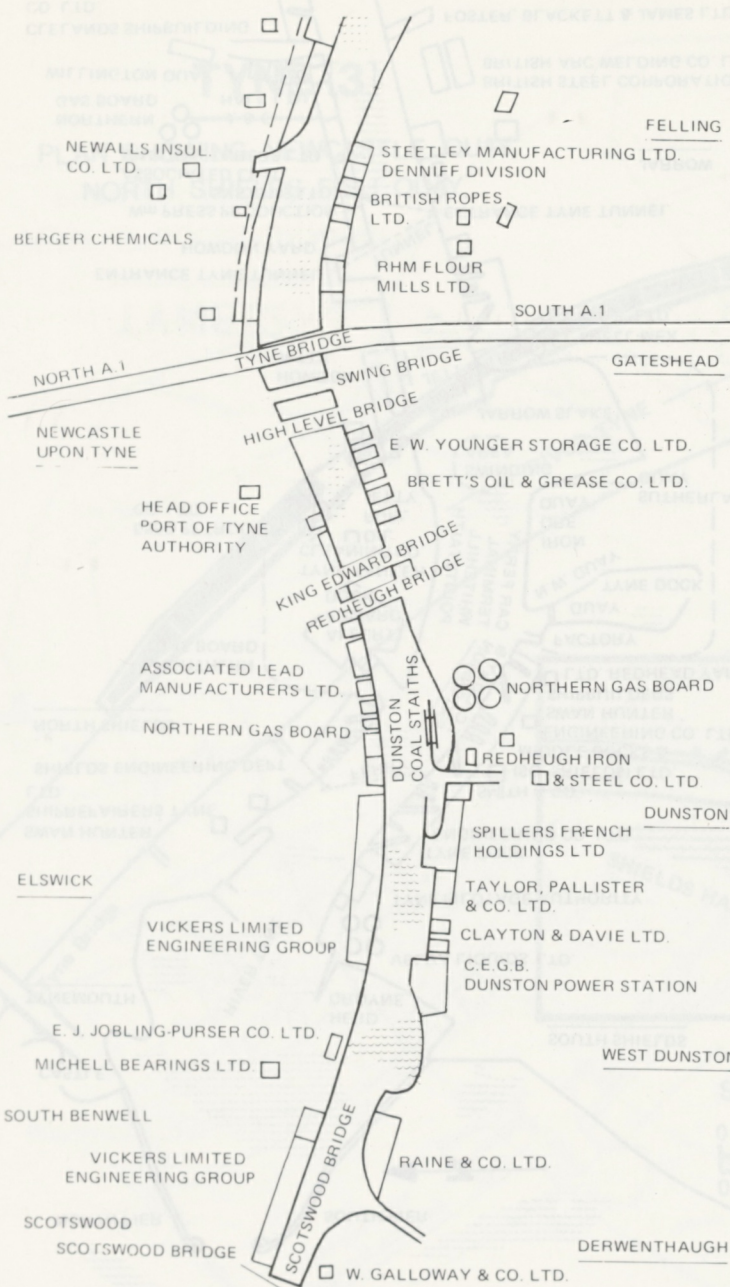 FELLING
NEWALLS INSUL.
CO. LTD.
STEETLEY MANUFACTURING LTD.
DENNIFF DIVISION
BRITISH ROPES
LTD.
BERGER CHEMICALS
RHM FLOUR
MILLS LTD.
SOUTH A.1
TYNE BRIDGE
NORTH A.1
SWING BRIDGE
GATESHEAD
HIGH LEVEL BRIDGE
NEWCASTLE
UPON TYNE
E. W. YOUNGER STORAGE CO. LTD.
BRETT'S OIL & GREASE CO. LTD.
HEAD OFFICE
PORT OF TYNE
AUTHORITY
KING EDWARD BRIDGE
REDHEUGH BRIDGE
ASSOCIATED LEAD
MANUFACTURERS LTD.
NORTHERN GAS BOARD
NORTHERN GAS BOARD
DUNSTON
COAL STAITHS
REDHEUGH IRON
& STEEL CO. LTD
DUNSTON
SPILLERS FRENCH
HOLDINGS LTD
ELSWICK
TAYLOR, PALLISTER
& CO. LTD.
VICKERS LIMITED
ENGINEERING GROUP
CLAYTON & DAVIE LTD.
C.E.G.B.
DUNSTON POWER STATION
E. J. JOBLING-PURSER CO. LTD.
MICHELL BEARINGS LTD.
WEST DUNSTON
SOUTH BENWELL
VICKERS LIMITED
ENGINEERING GROUP
RAINE & CO. LTD.
SCOTSWOOD BRIDGE
SCOTSWOOD
SCOTSWOOD BRIDGE
DERWENTHAUGH
W. GALLOWAY & CO. LTD.